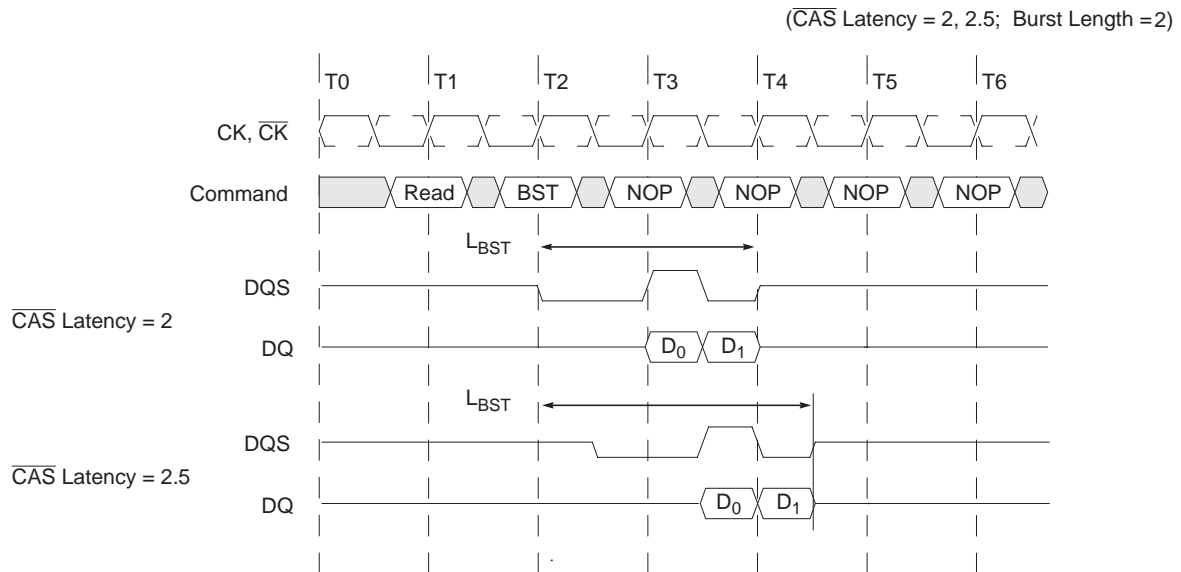 (CAS Latency = 2, 2.5; Burst Length =2)
T0 T1 T2 T3 T4 T5 T6
CK, CK
Command Read BST NOP NOP NOP NOP
LBST
DQS
CAS Latency = 2
DQ D0 D1
LBST
DQS
CAS Latency = 2.5
DQ D0 D1